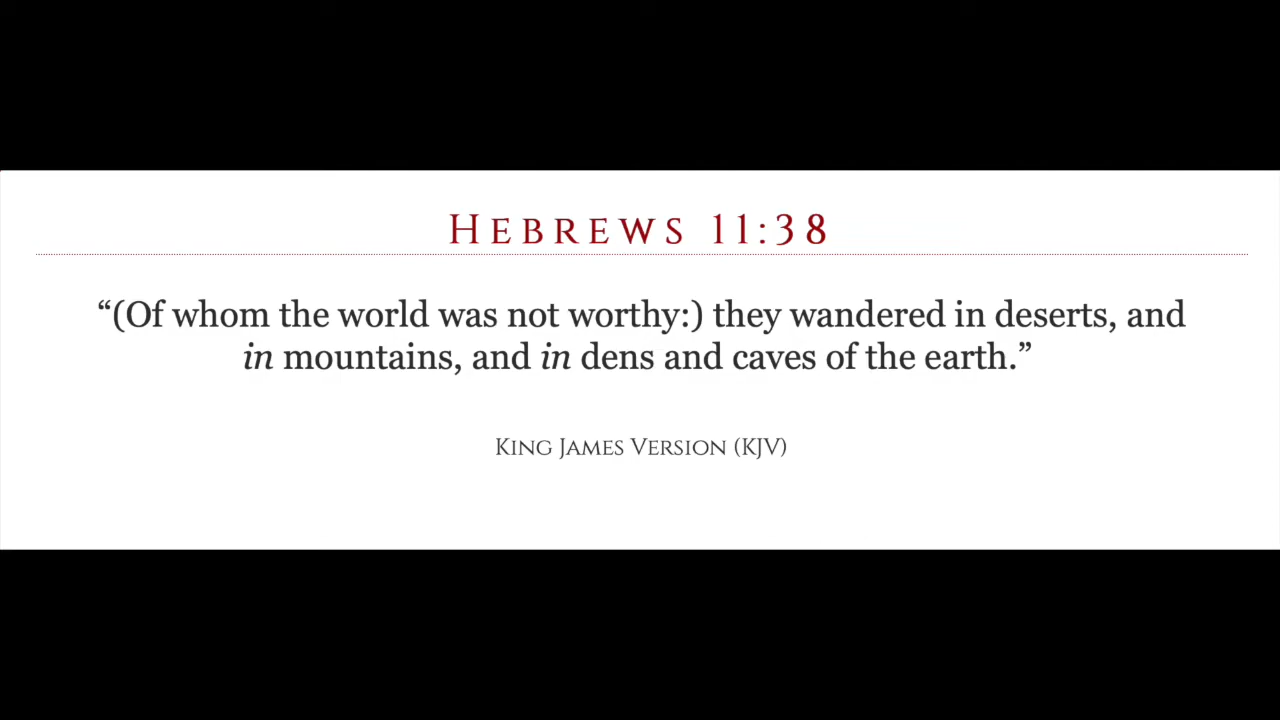 Hebrews 11:38
“(Of whom the world was not worthy:) they wandered in deserts, and
in mountains, and in dens and caves of the earth.”
King James Version (KJV)